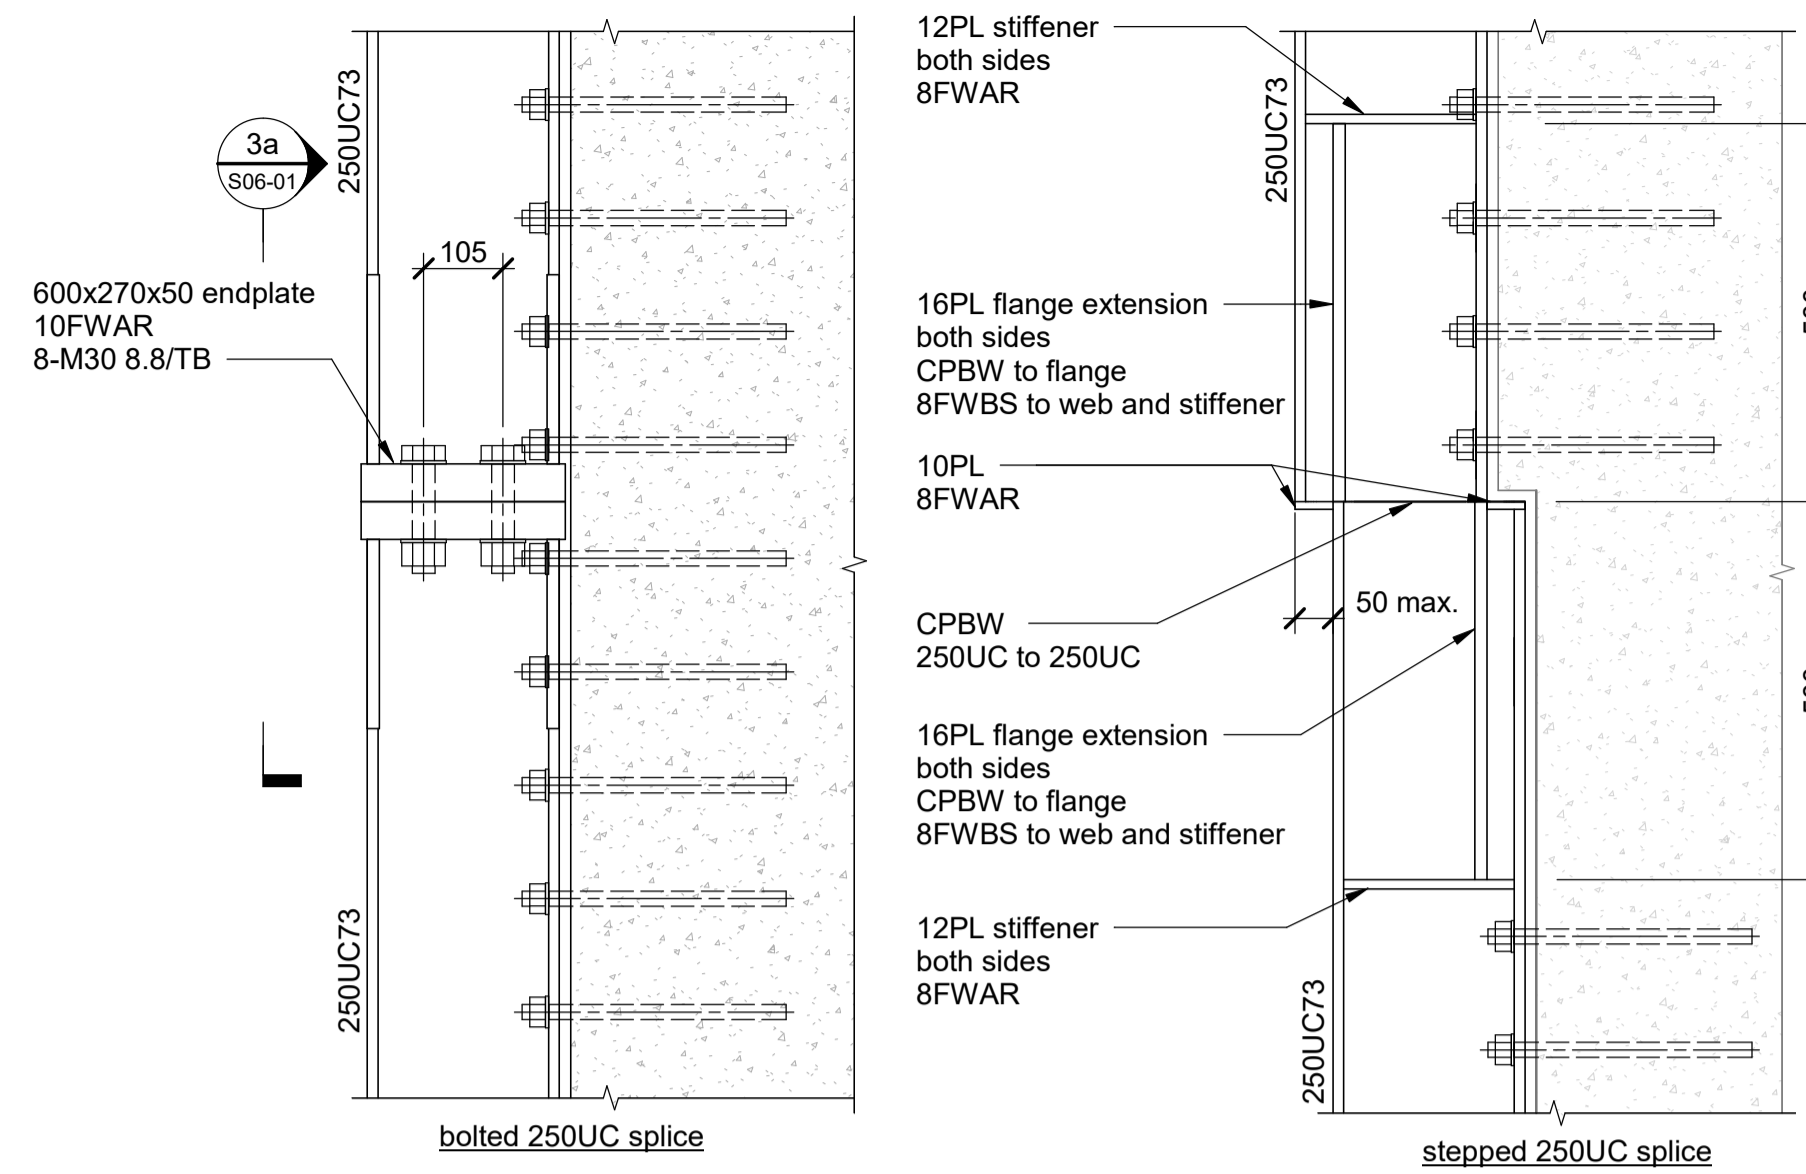 250UC73
3a
S06-01
105
600x270x50 endplate
10FWAR
8-M30 8.8/TB
250UC73
bolted 250UC splice
12PL stiffener
both sides
8FWAR
250UC73
16PL flange extension
both sides
CPBW to flange
8FWBS to web and stiffener
10PL
8FWAR
50 max.
CPBW
250UC to 250UC
16PL flange extension
both sides
CPBW to flange
8FWBS to web and stiffener
12PL stiffener
both sides
8FWAR
250UC73
stepped 250UC splice